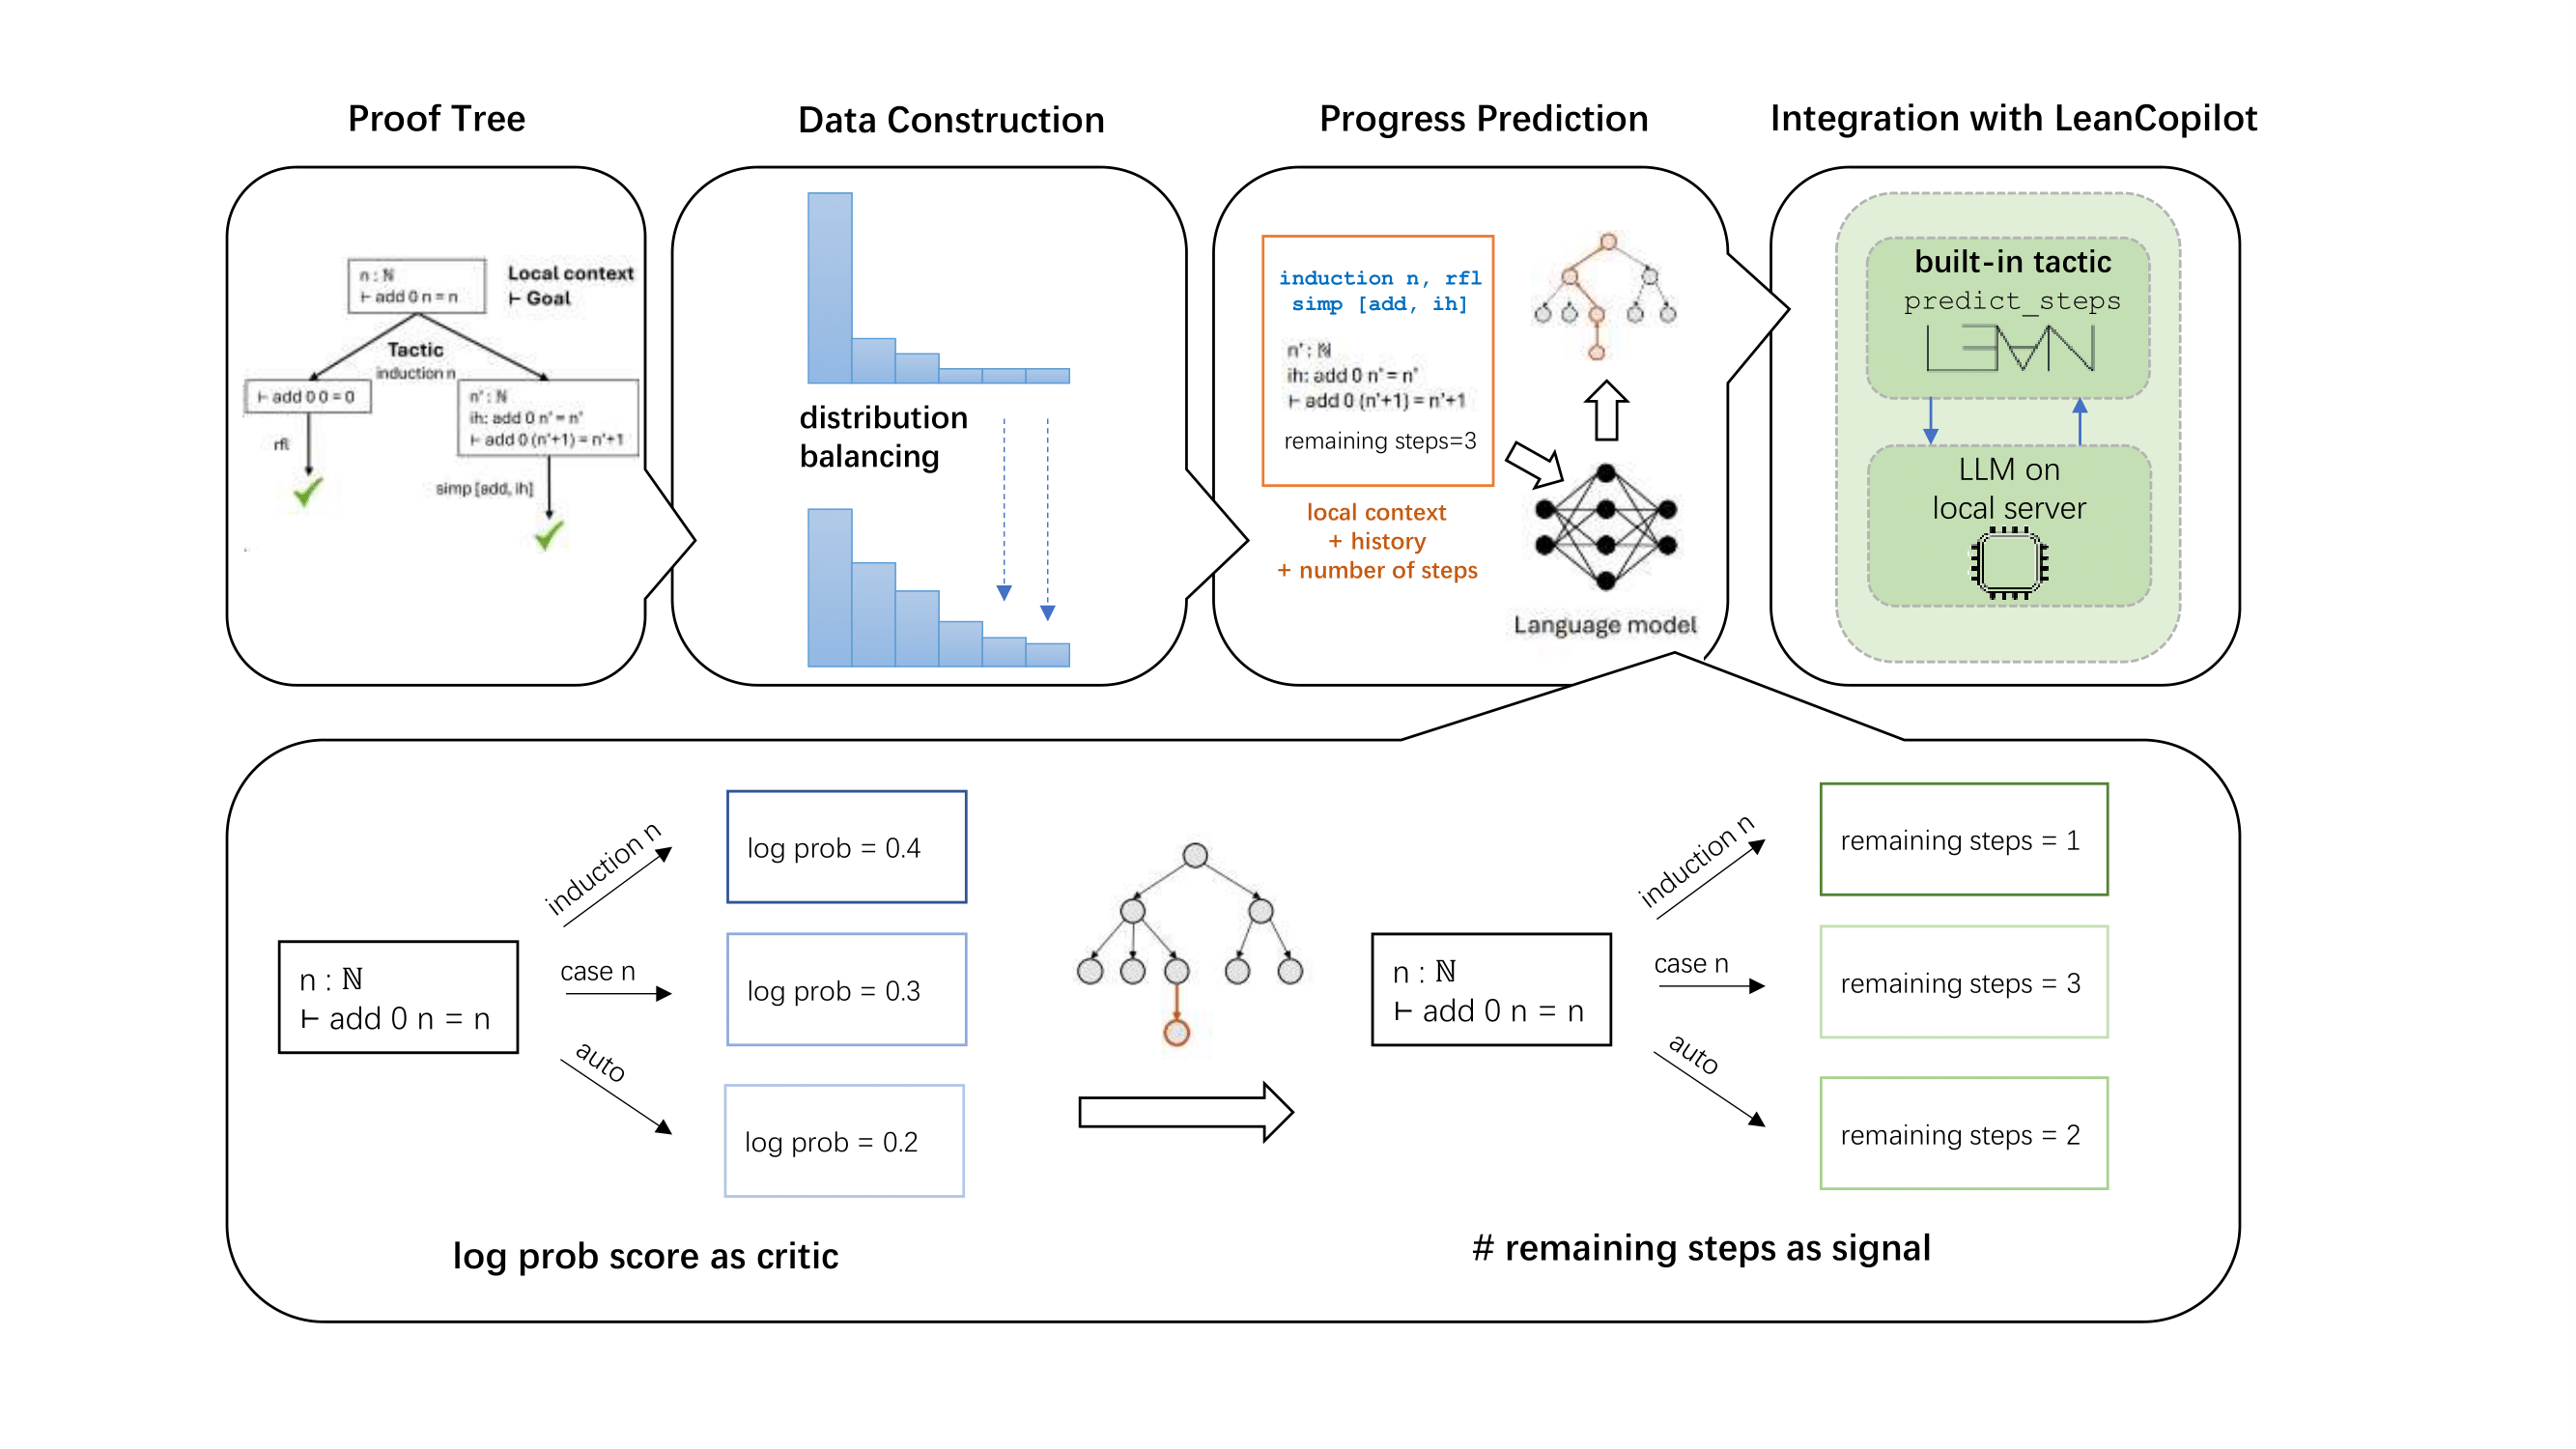 Proof Tree
Data Construction
Progress Prediction
Integration with LeanCopilot
n : ℕ
⊢ add 0 n = n
Local context
⊢ Goal
Tactic
induction n
⊢ add 0 0 = 0
n' : ℕ
ih: add 0 n' = n'
⊢ add 0 (n'+1) = n'+1
rfl
simp [add, ih]
distribution
balancing
induction n, rfl
simp [add, ih]
n' : ℕ
ih: add 0 n' = n'
⊢ add 0 (n'+1) = n'+1
remaining steps=3
local context
+ history
+ number of steps
Language model
built-in tactic
predict_steps
LEAN
LLM on
local server
n : ℕ
⊢ add 0 n = n
induction n
case n
auto
log prob = 0.4
log prob = 0.3
log prob = 0.2
log prob score as critic
n : ℕ
⊢ add 0 n = n
induction n
case n
auto
remaining steps = 1
remaining steps = 3
remaining steps = 2
# remaining steps as signal